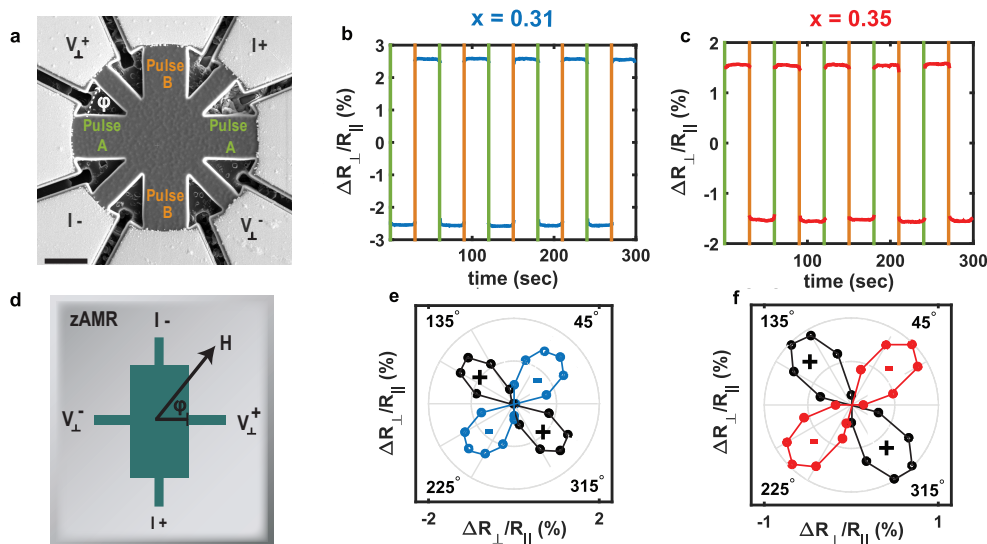 x = 0.31
x = 0.35
a
V⊥+
I+
Pulse
B
φ
Pulse
A
Pulse
A
Pulse
B
I -
V⊥-
b
ΔR⊥/R|| (%)
3
2
1
0
-1
-2
-3
100
200
300
time (sec)
c
ΔR⊥/R|| (%)
2
1
0
-1
-2
100
200
300
time (sec)
d
zAMR
I -
H
φ
V⊥-
V⊥+
I +
e
135°
45°
ΔR⊥/R|| (%)
+
-
-
+
225°
315°
-2
2
ΔR⊥/R|| (%)
f
135°
45°
ΔR⊥/R|| (%)
+
-
-
+
225°
315°
-1
1
ΔR⊥/R|| (%)